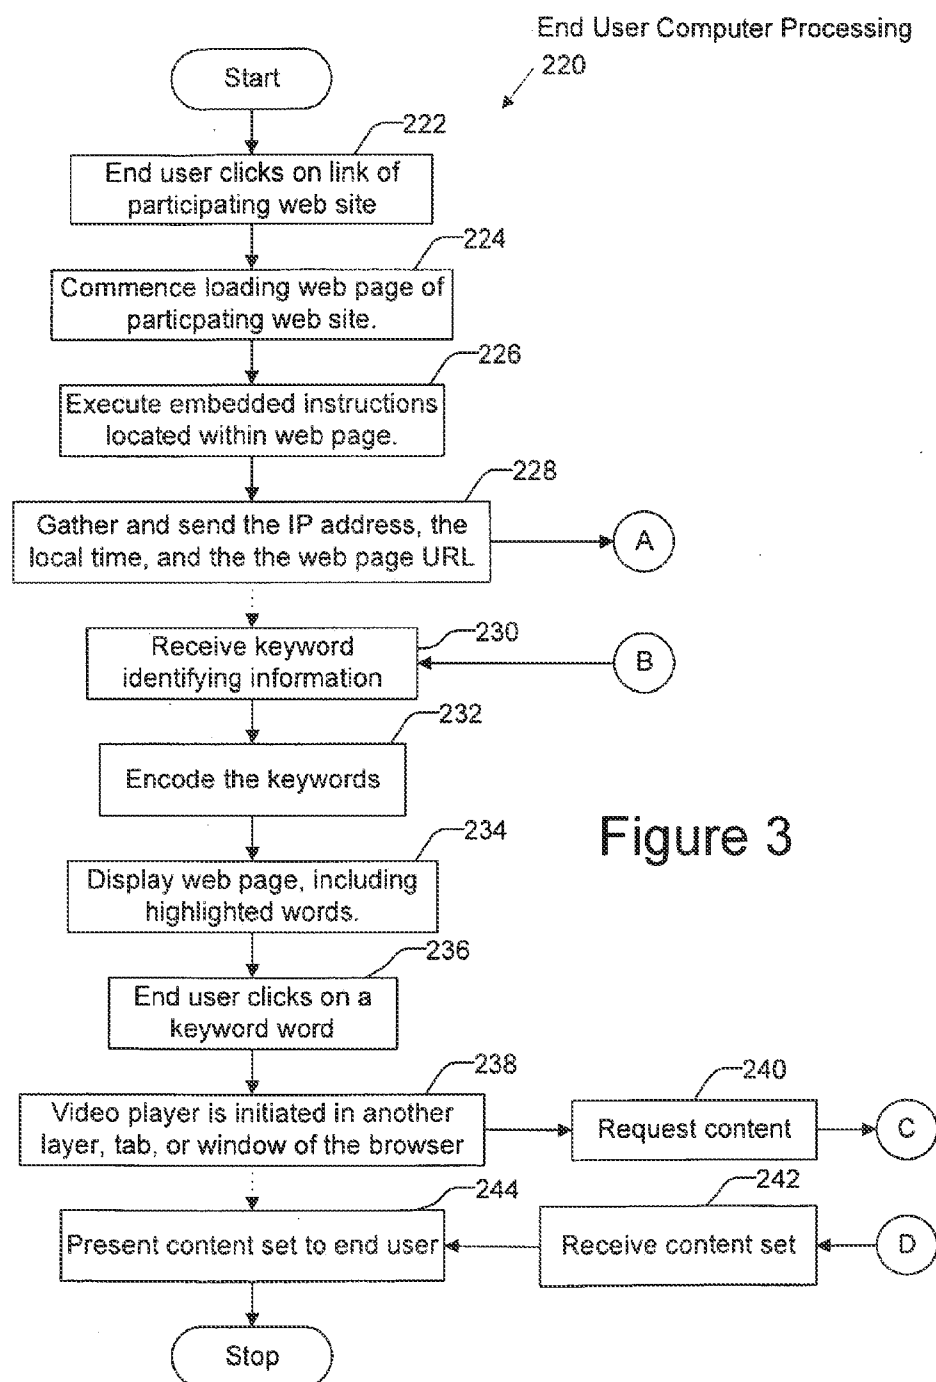 End User Computer Processing
220
Start
222
End user clicks on link of
participating web site
224
Commence loading web page of
particpating web site.
226
Execute embedded instructions
located within web page.
228
Gather and send the IP address, the
local time, and the the web page URL
A
230
Receive keyword
identifying information
B
232
Encode the keywords
Figure 3
234
Display web page, including
highlighted words.
236
End user clicks on a
keyword word
238
Video player is initiated in another
layer, tab, or window of the browser
240
Request content
C
244
Present content set to end user
242
Receive content set
D
Stop